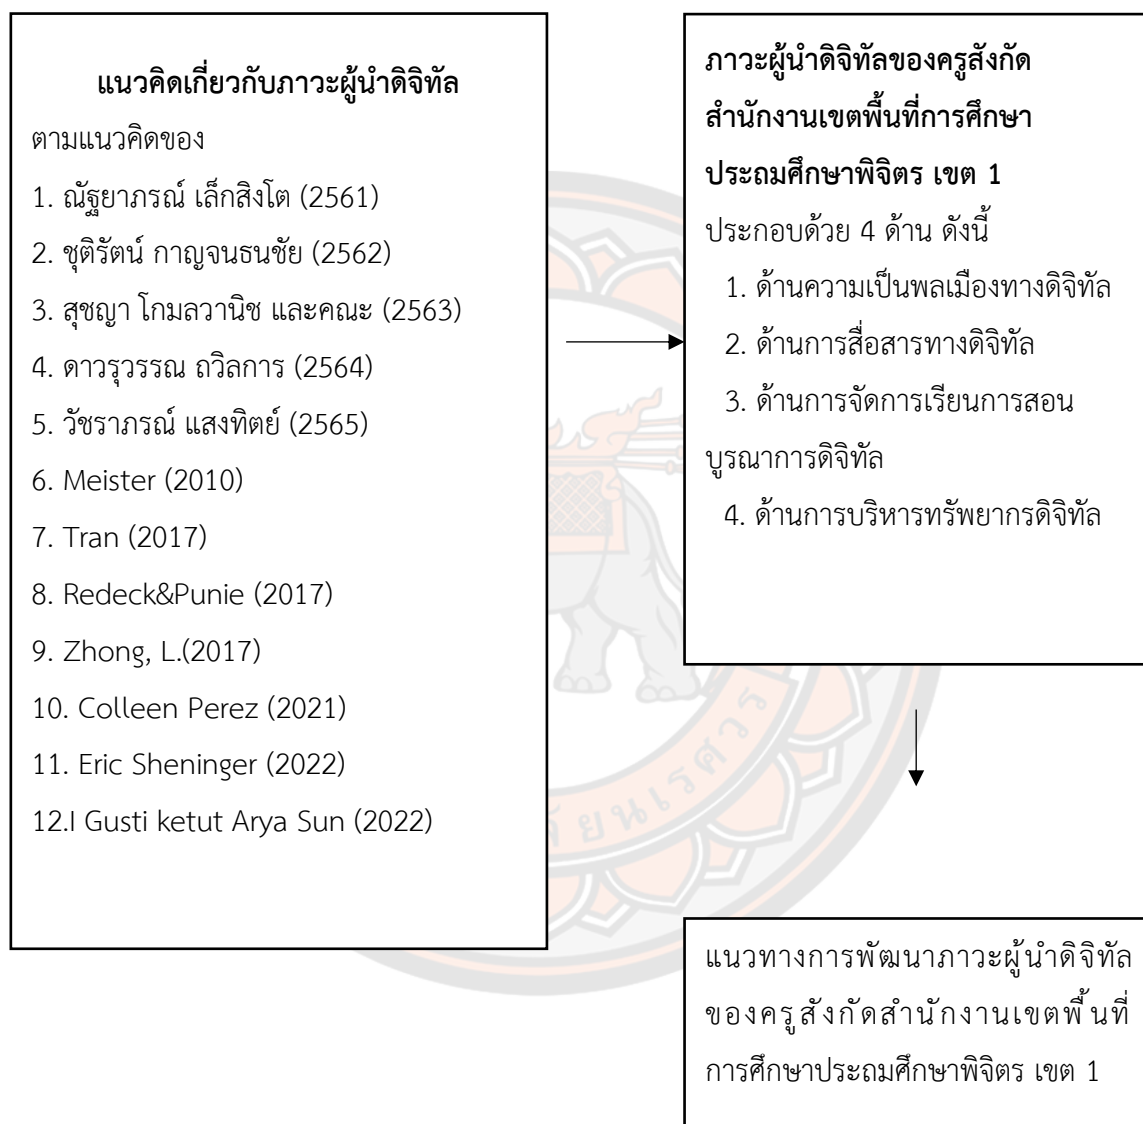 แนวคิดเกี่ยวกับภาวะผู้นำดิจิทัล
ตามแนวคิดของ
1. ณัฐยาภรณ์ เล็กสิงโต (2561)
2. ชุติรัตน์ กาญจนธนชัย (2562)
3. สุชญา โกมลวานิช และคณะ (2563)
4. ดาวรุวรรณ ถวิลการ (2564)
5. วัชราภรณ์ แสงทิตย์ (2565)
6. Meister (2010)
7. Tran (2017)
8. Redeck&Punie (2017)
9. Zhong, L.(2017)
10. Colleen Perez (2021)
11. Eric Sheninger (2022)
12.I Gusti ketut Arya Sun (2022)
ภาวะผู้นำดิจิทัลของครูสังกัด
สำนักงานเขตพื้นที่การศึกษา
ประถมศึกษาพิจิตร เขต 1
ประกอบด้วย 4 ด้าน ดังนี้
1. ด้านความเป็นพลเมืองทางดิจิทัล
2. ด้านการสื่อสารทางดิจิทัล
3. ด้านการจัดการเรียนการสอน
บูรณาการดิจิทัล
4. ด้านการบริหารทรัพยากรดิจิทัล
แนวทางการพัฒนาภาวะผู้นำดิจิทัล
ของครูสังกัดสำนักงานเขตพื้นที่
การศึกษาประถมศึกษาพิจิตร เขต 1